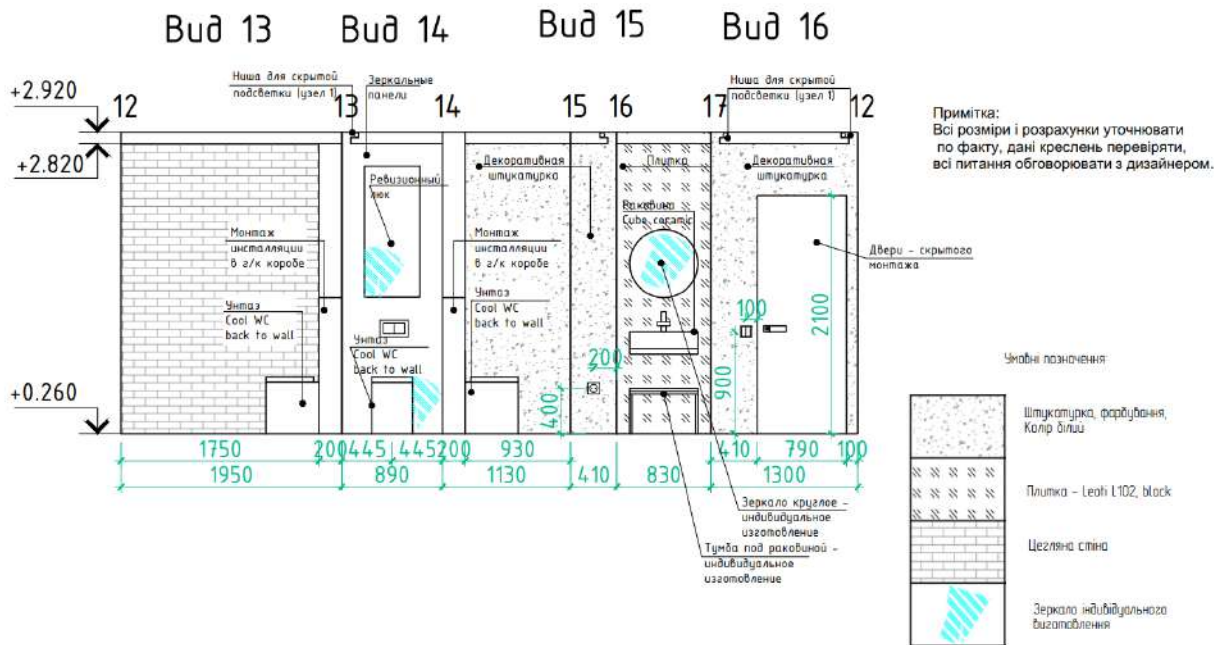 Вид 13
Вид 14
Вид 15
Вид 16
+2.920
12
Ниша для скрытой
подсветки (узел 1)
13
Зеркальные
панели
14
15
16
17
Ниша для скрытой
подсветки (узел 1)
12
+2.820
Примітка:
Всі розміри і розрахунки уточнювати
по факту, дані креслень перевіряти,
всі питання обговорювати з дизайнером.
Декоративная
штукатурка
Плитка
Декоративная
штукатурка
Ревизионный
люк
Раковина
Cube ceramic
Монтаж
инсталляции
в г/к коробе
Монтаж
инсталляции
в г/к коробе
Двери - скрытого
монтажа
Унтаз
Cool WC
back to wall
Унтаз
Cool WC
back to wall
Унтаз
Cool WC
back to wall
100
2100
200
400
900
+0.260
Умовні позначення
Штукатурка, фарбування,
Колір білий
Плитка - Leoti L102, black
Цегляна стіна
Зеркало індивідуального
виготовлення
1750
200
445
445
200
930
410
790
100
1950
890
1130
410
830
1300
Зеркало круглое -
индивидуальное
изготовление
Тумба под раковиной -
индивидуальное
изготовление